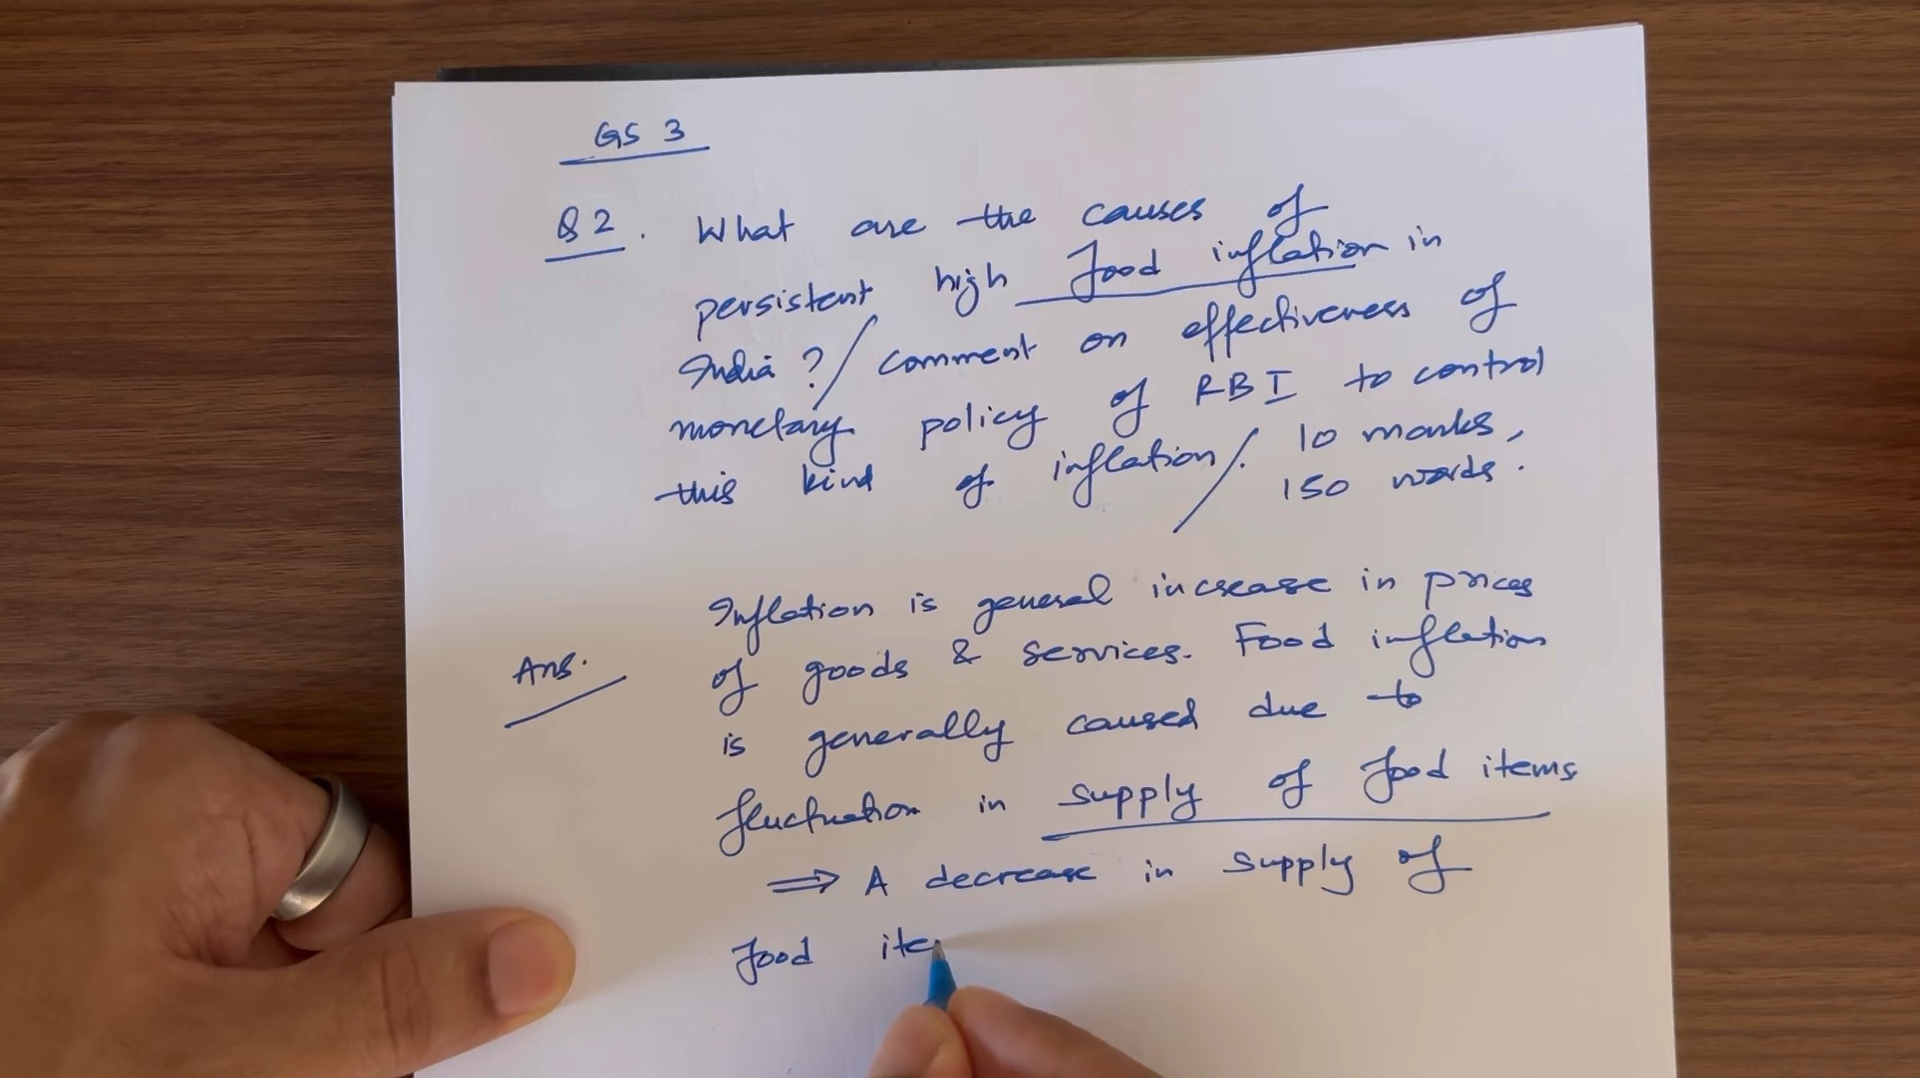 GS 3
Q2. What are the causes of
persistent high food inflation in
India? / comment on effectiveness of
monetary policy of RBI to control
this kind of inflation /. 10 marks,
150 words.
Ans. Inflation is general increase in prices
of goods & services. Food inflation
is generally caused due to
fluctuation in supply of food items
⇒ A decrease in supply of
food ite